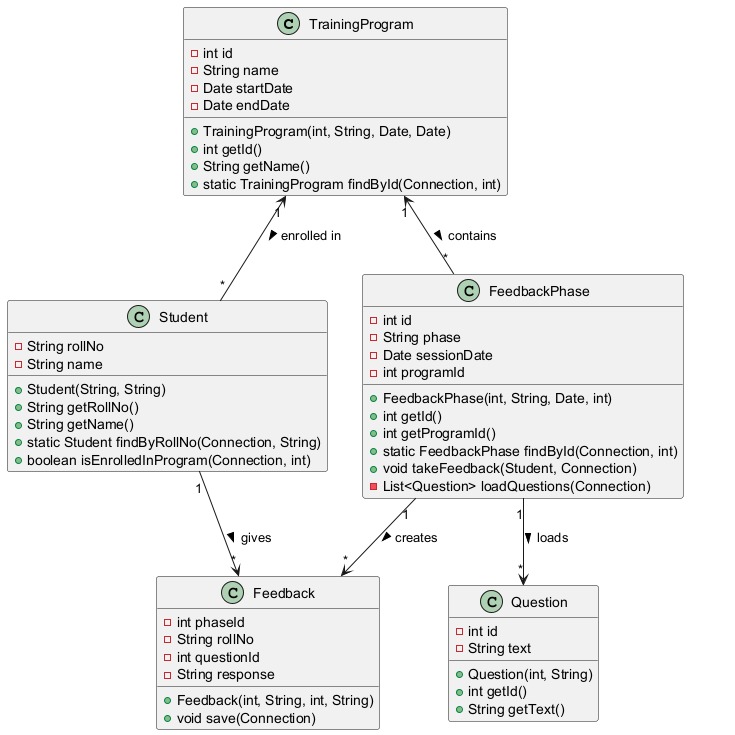 C TrainingProgram
int id
String name
Date startDate
Date endDate
TrainingProgram(int, String, Date, Date)
int getId()
String getName()
static TrainingProgram findById(Connection, int)
1
1
enrolled in
contains
*
*
C Student
String rollNo
String name
Student(String, String)
String getRollNo()
String getName()
static Student findByRollNo(Connection, String)
boolean isEnrolledInProgram(Connection, int)
C FeedbackPhase
int id
String phase
Date sessionDate
int programId
FeedbackPhase(int, String, Date, int)
int getId()
int getProgramId()
static FeedbackPhase findById(Connection, int)
void takeFeedback(Student, Connection)
List<Question> loadQuestions(Connection)
1
1
1
gives
creates
loads
*
*
*
C Feedback
int phaseId
String rollNo
int questionId
String response
Feedback(int, String, int, String)
void save(Connection)
C Question
int id
String text
Question(int, String)
int getId()
String getText()